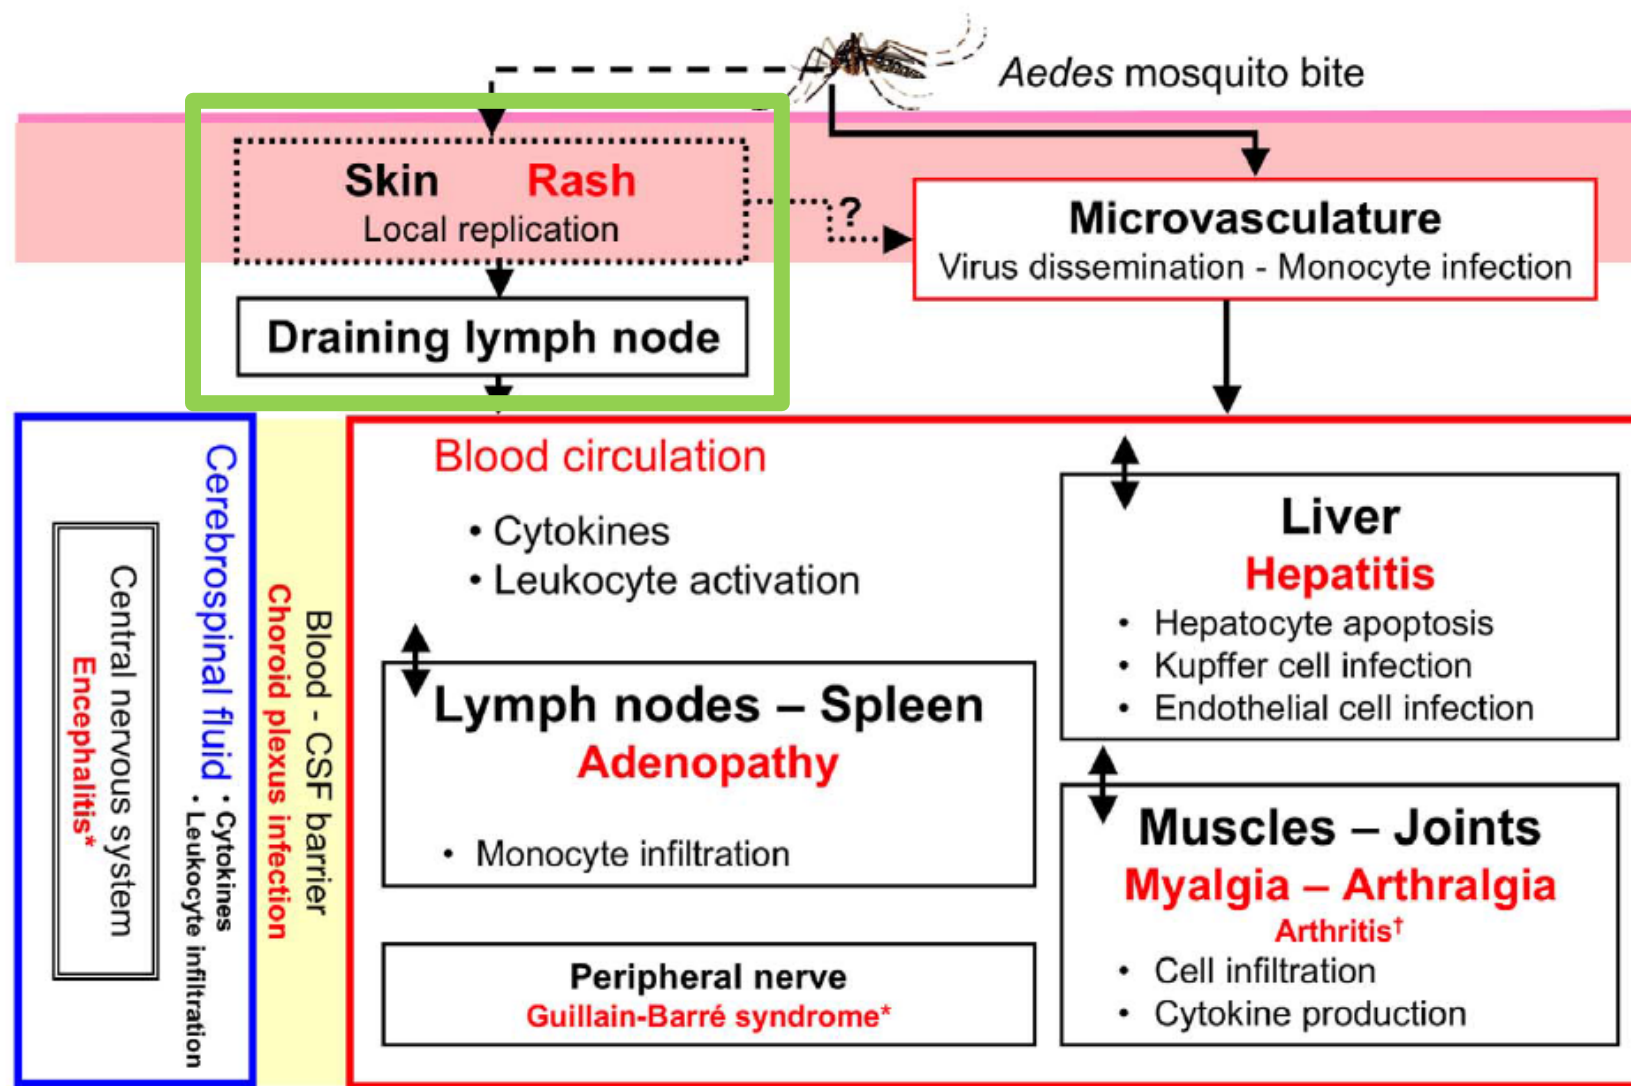 Aedes mosquito bite
Skin Rash
Local replication
?
Microvasculature
Virus dissemination - Monocyte infection
Draining lymph node
Central nervous system
Encephalitis*
Cerebrospinal fluid
• Cytokines
• Leukocyte infiltration
Blood - CSF barrier
Choroid plexus infection
Blood circulation
• Cytokines
• Leukocyte activation
Lymph nodes – Spleen
Adenopathy
• Monocyte infiltration
Peripheral nerve
Guillain-Barré syndrome*
Liver
Hepatitis
• Hepatocyte apoptosis
• Kupffer cell infection
• Endothelial cell infection
Muscles – Joints
Myalgia – Arthralgia
Arthritis†
• Cell infiltration
• Cytokine production